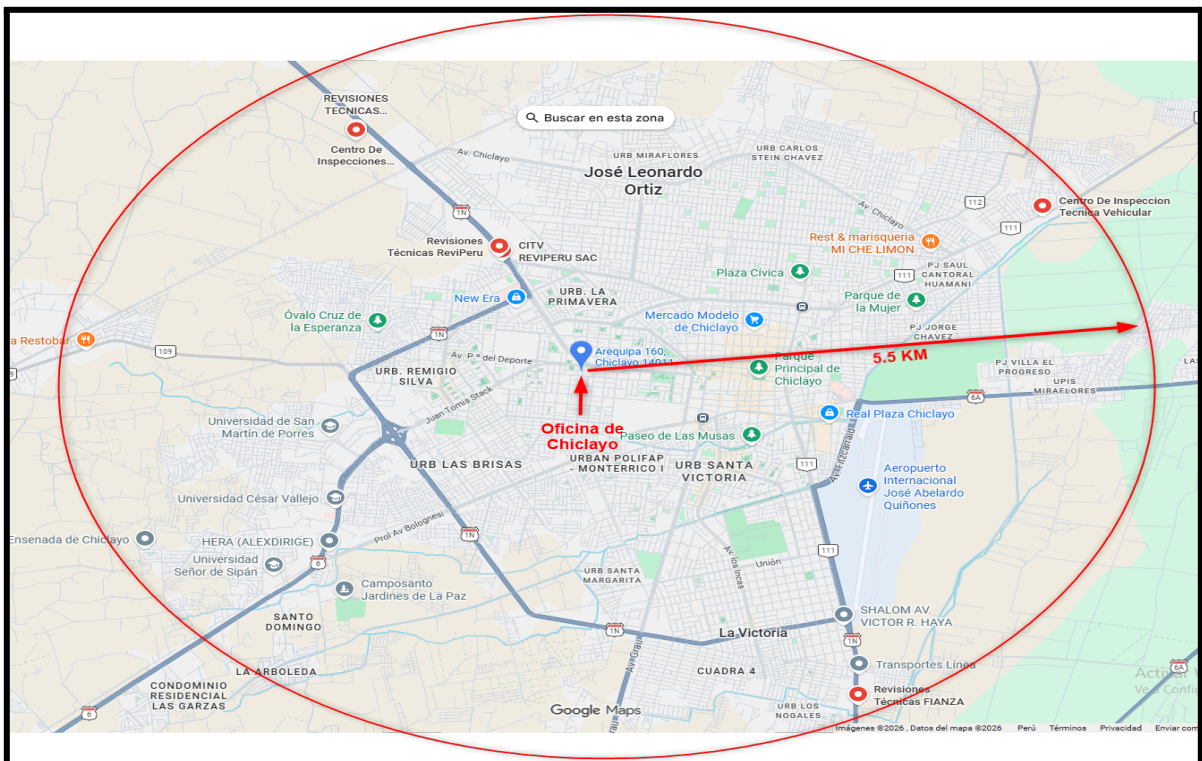 REVISIONES
TECNICAS...
Centro De
Inspecciones...
Buscar en esta zona
Av. Chiclayo
URB MIRAFLORES
URB CARLOS
STEIN CHAVEZ
José Leonardo
Ortiz
1N
Av. Chiclayo
112
111
Centro De Inspeccion
Tecnica Vehicular
Revisiones
Técnicas ReviPeru
CITV
REVIPERU SAC
Rest & marisqueria
MI CHE LIMON
Plaza Cívica
111
PJ SAUL
CANTORAL
HUAMANI
New Era
URB. LA
PRIMAVERA
Parque de
la Mujer
Óvalo Cruz de
la Esperanza
Mercado Modelo
de Chiclayo
PJ JORGE
CHAVEZ
1N
a Restobar
109
Av. P.º del Deporte
Arequipa 160,
Chiclayo 14011
5.5 KM
Parque
Principal de
Chiclayo
URB. REMIGIO
SILVA
PJ VILLA EL
PROGRESO
UPIS
MIRAFLORES
LAS
6A
Juan Tomis Stack
Oficina de
Chiclayo
Real Plaza Chiclayo
Universidad de San
Martín de Porres
Paseo de Las Musas
Av Fitzcarrald
URB LAS BRISAS
URBAN POLIFAP
- MONTERRICO I
URB SANTA
VICTORIA
111
Aeropuerto
Internacional
José Abelardo
Quiñones
Universidad César Vallejo
Prol Av Bolognesi
1N
Ensenada de Chiclayo
HERA (ALEXDIRIGE)
Universidad
Señor de Sipán
6
Av. los Incas
Unión
111
URB SANTA
MARGARITA
Camposanto
Jardines de La Paz
SHALOM AV.
VICTOR R. HAYA
SANTO
DOMINGO
1N
La Victoria
1N
Av. Grau
LA ARBOLEDA
CUADRA 4
Transportes Línea
6A
CONDOMINIO
RESIDENCIAL
LAS GARZAS
Revisiones
Técnicas FIANZA
6
Google Maps
URB LOS
NOGALES
Imágenes ©2026 , Datos del mapa ©2026 Perú Términos Privacidad Enviar com